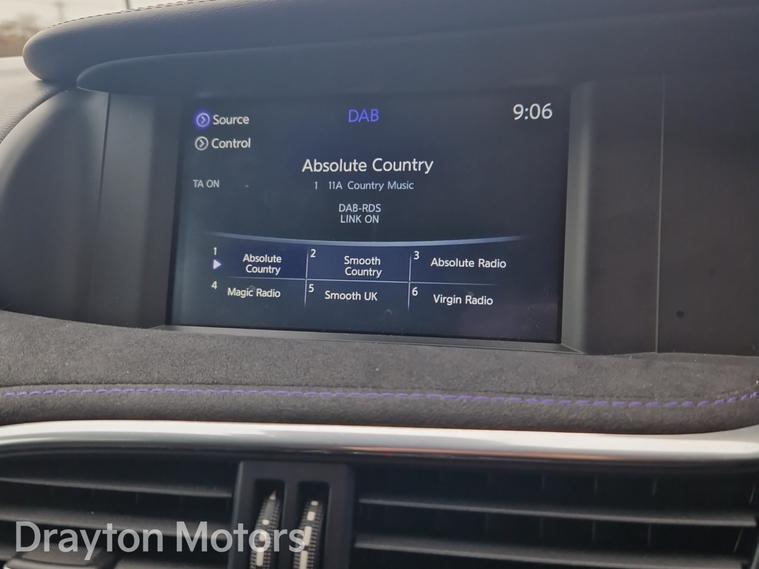 Source
DAB
9:06
Control
Absolute Country
1 11A Country Music
TA ON
DAB-RDS
LINK ON
1 Absolute
Country
2 Smooth
Country
3 Absolute Radio
4 Magic Radio
5 Smooth UK
6 Virgin Radio
Drayton Motors